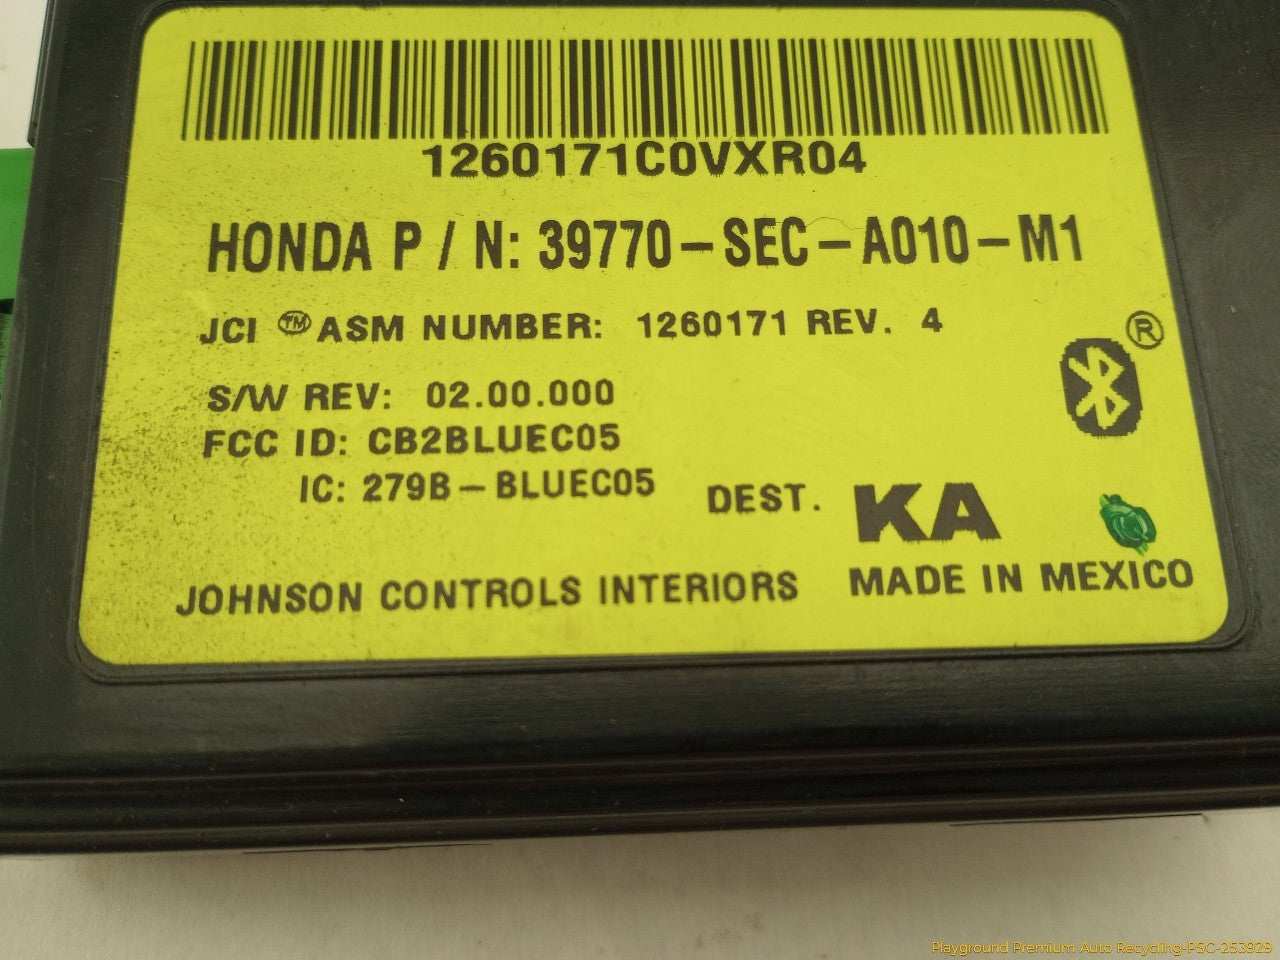 1260171C0VXR04
HONDA P / N: 39770-SEC-A010-M1
JCI ™ ASM NUMBER: 1260171 REV. 4
®
S/W REV: 02.00.000
FCC ID: CB2BLUEC05
IC: 279B-BLUEC05
DEST. KA
JOHNSON CONTROLS INTERIORS MADE IN MEXICO
Playground Premium Auto Recycling-PSC-253929